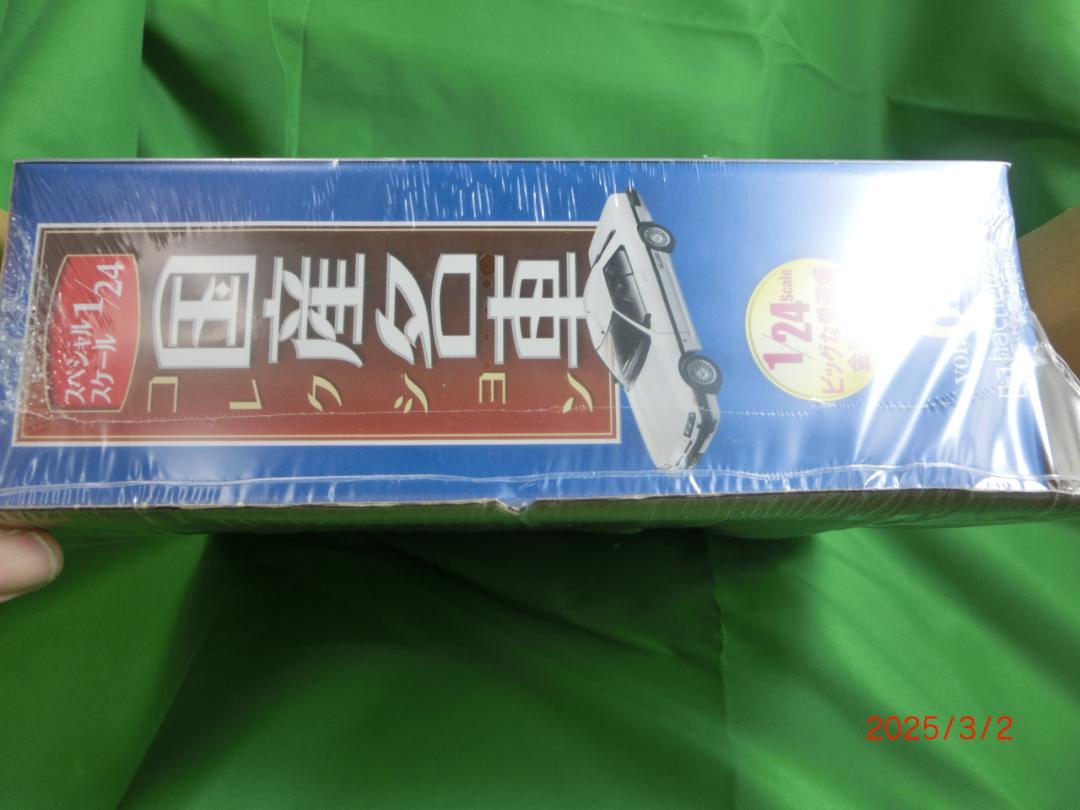 スペシャル
スケール 1/24
国産名車
コレクション
1/24 Scale
ビッグな
2025/3/2